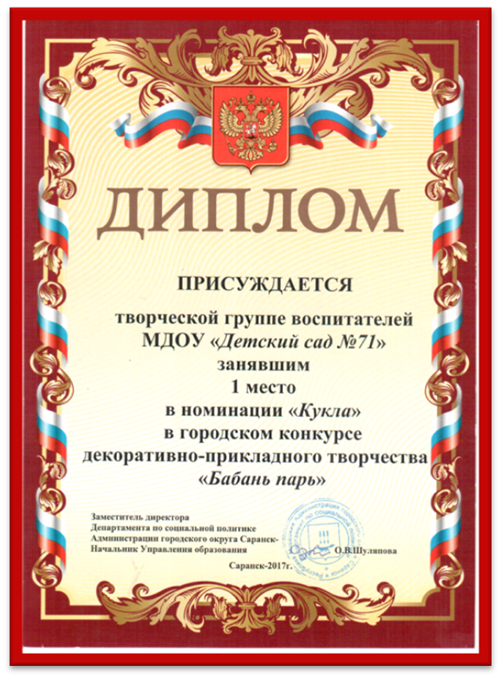 ДИПЛОМ
ПРИСУЖДАЕТСЯ
творческой группе воспитателей
МДОУ «Детский сад №71»
занявшим
1 место
в номинации «Кукла»
в городском конкурсе
декоративно-прикладного творчества
«Бабань парь»
Заместитель директора
Департамента по социальной политике
Администрации городского округа Саранск-
Начальник Управления образования
О.В.Шуляпова
Саранск-2017г.